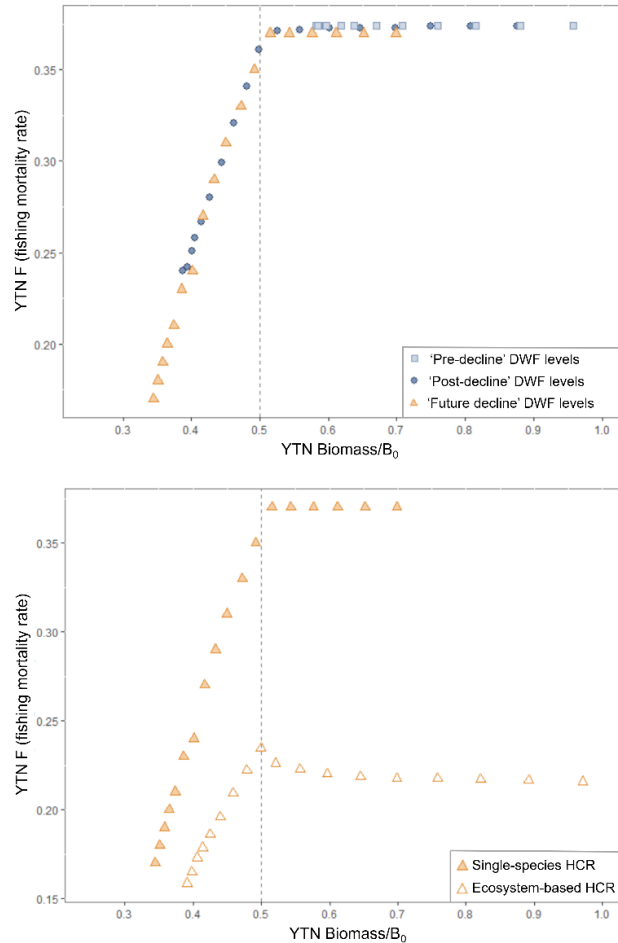 YTN F (fishing mortality rate)
0.35
0.30
0.25
0.20
0.3 0.4 0.5 0.6 0.7 0.8 0.9 1.0
YTN Biomass/B₀
'Pre-decline' DWF levels
'Post-decline' DWF levels
'Future decline' DWF levels
YTN F (fishing mortality rate)
0.35
0.30
0.25
0.20
0.15
0.3 0.4 0.5 0.6 0.7 0.8 0.9 1.0
YTN Biomass/B₀
Single-species HCR
Ecosystem-based HCR